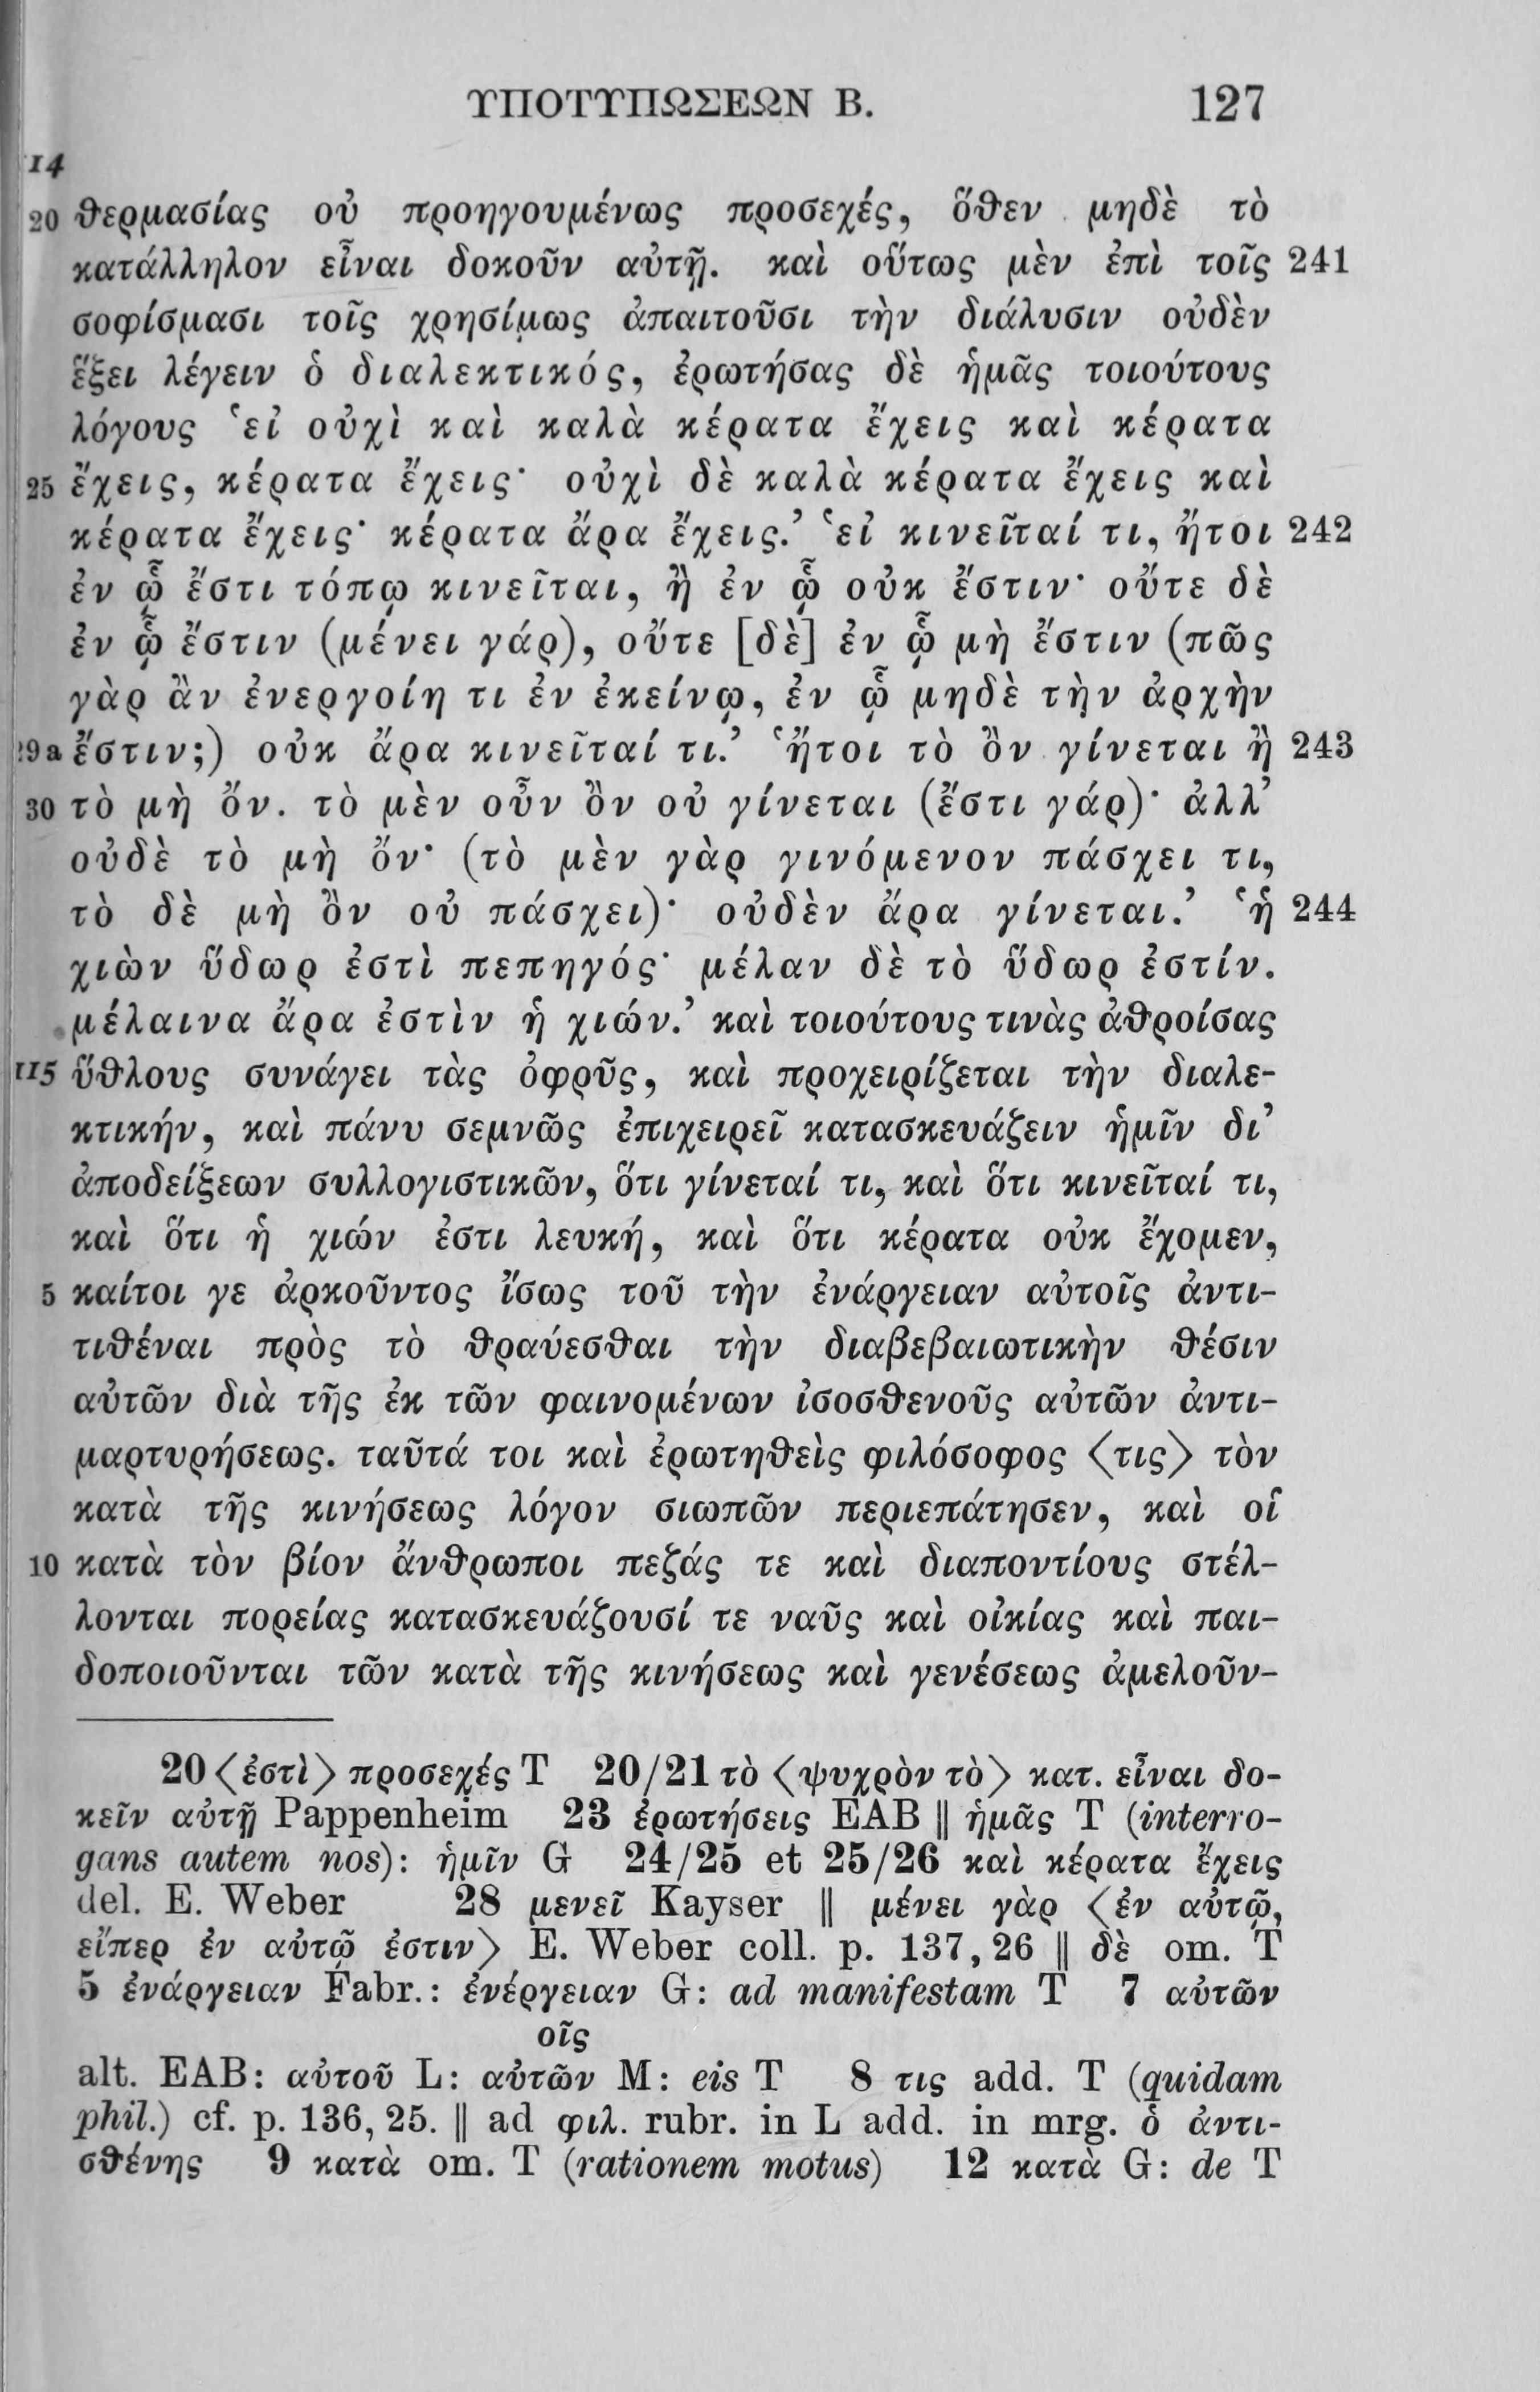 ΥΠΟΤΥΠΩΣΕΩΝ Β. 127
14
20 θερμασίας οὐ προηγουμένως προσεχές, ὅθεν μηδὲ τὸ
κατάλληλον εἶναι δοκοῦν αὐτῇ. καὶ οὕτως μὲν ἐπὶ τοῖς 241
σοφίσμασι τοῖς χρησίμως ἀπαιτοῦσι τὴν διάλυσιν οὐδὲν
ἕξει λέγειν ὁ διαλεκτικός, ἐρωτήσας δὲ ἡμᾶς τοιούτους
λόγους ‘εἰ οὐχὶ καὶ καλὰ κέρατα ἔχεις καὶ κέρατα
25 ἔχεις, κέρατα ἔχεις· οὐχὶ δὲ καλὰ κέρατα ἔχεις καὶ
κέρατα ἔχεις· κέρατα ἄρα ἔχεις.’ ‘εἰ κινεῖταί τι, ἤτοι 242
ἐν ᾧ ἔστι τόπῳ κινεῖται, ἢ ἐν ᾧ οὐκ ἔστιν· οὔτε δὲ
ἐν ᾧ ἔστιν (μένει γάρ), οὔτε [δὲ] ἐν ᾧ μὴ ἔστιν (πῶς
γὰρ ἂν ἐνεργοίη τι ἐν ἐκείνῳ, ἐν ᾧ μηδὲ τὴν ἀρχὴν
29a ἔστιν;) οὐκ ἄρα κινεῖταί τι.’ ‘ἤτοι τὸ ὂν γίνεται ἢ 243
30 τὸ μὴ ὄν. τὸ μὲν οὖν ὂν οὐ γίνεται (ἔστι γάρ)· ἀλλ’
οὐδὲ τὸ μὴ ὄν· (τὸ μὲν γὰρ γινόμενον πάσχει τι,
τὸ δὲ μὴ ὂν οὐ πάσχει)· οὐδὲν ἄρα γίνεται.’ ‘ἡ 244
χιὼν ὕδωρ ἐστὶ πεπηγός· μέλαν δὲ τὸ ὕδωρ ἐστίν.
μέλαινα ἄρα ἐστὶν ἡ χιών.’ καὶ τοιούτους τινὰς ἀθροίσας
115 ὕθλους συνάγει τὰς ὀφρῦς, καὶ προχειρίζεται τὴν διαλε-
κτικήν, καὶ πάνυ σεμνῶς ἐπιχειρεῖ κατασκευάζειν ἡμῖν δι’
ἀποδείξεων συλλογιστικῶν, ὅτι γίνεταί τι, καὶ ὅτι κινεῖταί τι,
καὶ ὅτι ἡ χιών ἐστι λευκή, καὶ ὅτι κέρατα οὐκ ἔχομεν,
5 καίτοι γε ἀρκοῦντος ἴσως τοῦ τὴν ἐνάργειαν αὐτοῖς ἀντι-
τιθέναι πρὸς τὸ θραύεσθαι τὴν διαβεβαιωτικὴν θέσιν
αὐτῶν διὰ τῆς ἐκ τῶν φαινομένων ἰσοσθενοῦς αὐτῶν ἀντι-
μαρτυρήσεως. ταῦτά τοι καὶ ἐρωτηθεὶς φιλόσοφος ⟨τις⟩ τὸν
κατὰ τῆς κινήσεως λόγον σιωπῶν περιεπάτησεν, καὶ οἱ
10 κατὰ τὸν βίον ἄνθρωποι πεζάς τε καὶ διαποντίους στέλ-
λονται πορείας κατασκευάζουσί τε ναῦς καὶ οἰκίας καὶ παι-
δοποιοῦνται τῶν κατὰ τῆς κινήσεως καὶ γενέσεως ἀμελοῦν-
20 ⟨ἐστὶ⟩ προσεχές T 20/21 τὸ ⟨ψυχρὸν τὸ⟩ κατ. εἶναι δο-
κεῖν αὐτῇ Pappenheim 23 ἐρωτήσεις EAB || ἡμᾶς T (interro-
gans autem nos): ἡμῖν G 24/25 et 25/26 καὶ κέρατα ἔχεις
del. E. Weber 28 μενεῖ Kayser || μένει γὰρ ⟨ἐν αὐτῷ,
εἴπερ ἐν αὐτῷ ἐστιν⟩ E. Weber coll. p. 137,26 || δὲ om. T
5 ἐνάργειαν Fabr.: ἐνέργειαν G: ad manifestam T 7 αὐτῶν
οῖς
alt. EAB: αὐτοῦ L: αὐτῶν M: eis T 8 τις add. T (quidam
phil.) cf. p. 136,25. || ad φιλ. rubr. in L add. in mrg. ὁ ἀντι-
σθένης 9 κατὰ om. T (rationem motus) 12 κατὰ G: de T